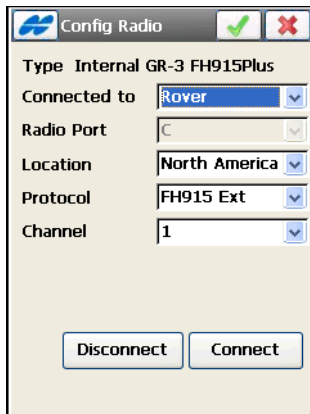 Config Radio
Type Internal GR-3 FH915Plus
Connected to Rover
Radio Port C
Location North America
Protocol FH915 Ext
Channel 1
Disconnect Connect